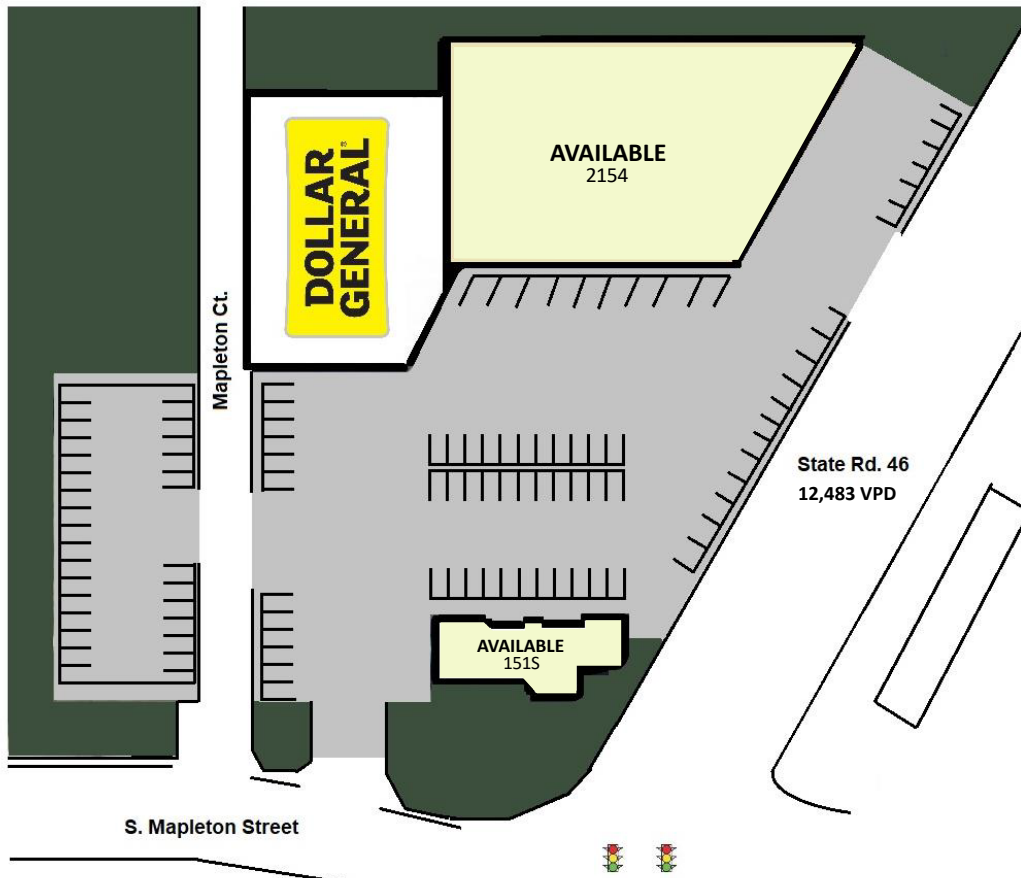 AVAILABLE
2154
DOLLAR
GENERAL®
Mapleton Ct.
State Rd. 46
12,483 VPD
AVAILABLE
151S
S. Mapleton Street